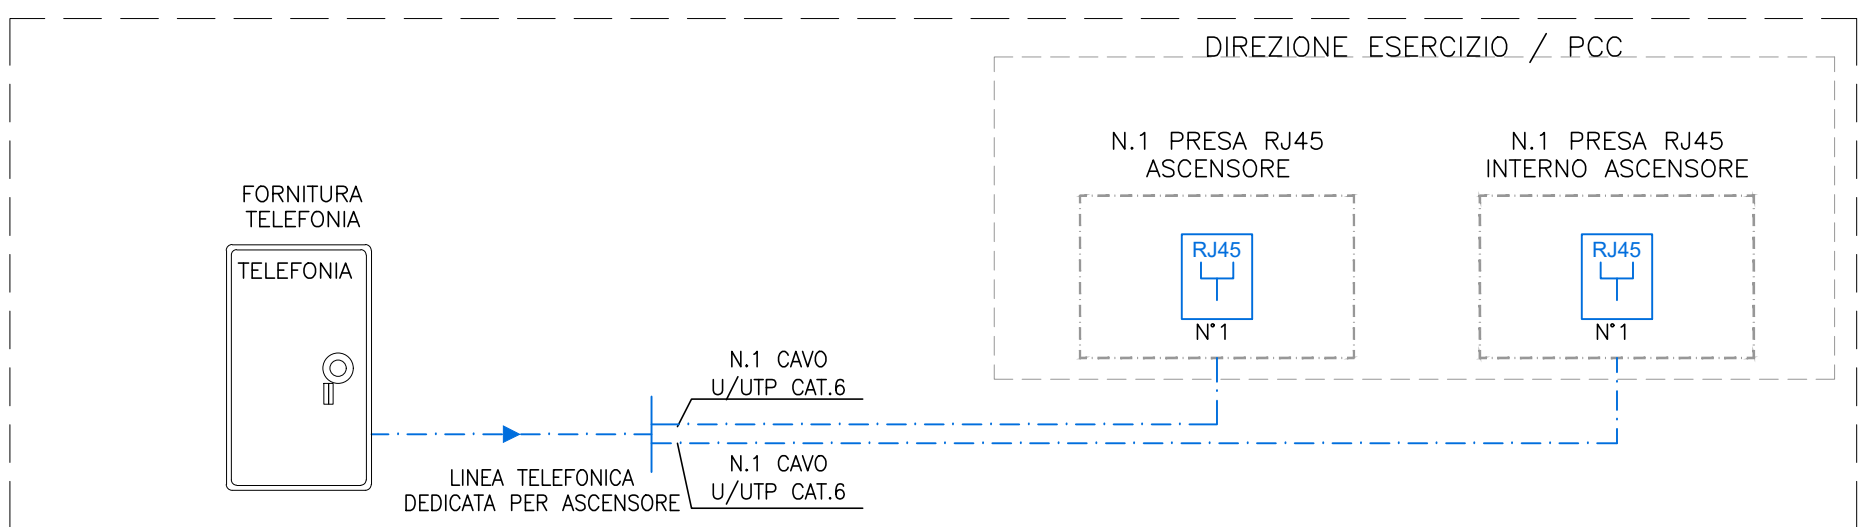 DIREZIONE ESERCIZIO / PCC
N.1 PRESA RJ45
ASCENSORE
N.1 PRESA RJ45
INTERNO ASCENSORE
FORNITURA
TELEFONIA
TELEFONIA
RJ45
N°1
RJ45
N°1
N.1 CAVO
U/UTP CAT.6
LINEA TELEFONICA
DEDICATA PER ASCENSORE
N.1 CAVO
U/UTP CAT.6